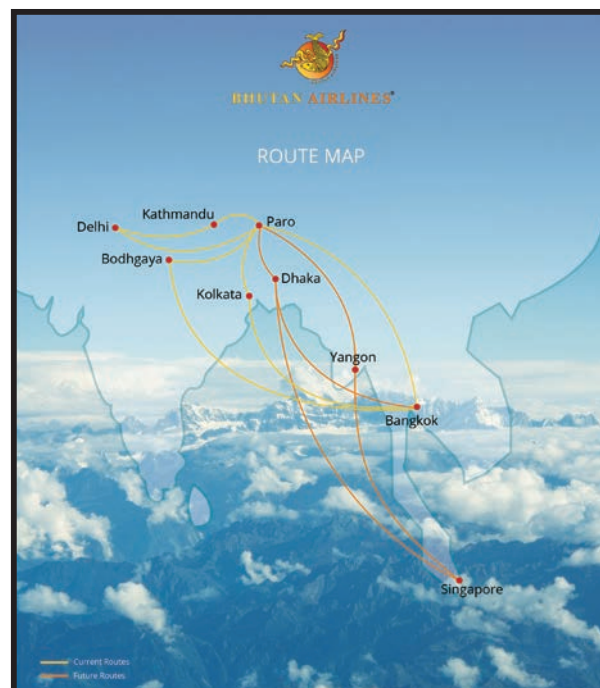 BHUTAN AIRLINES
ROUTE MAP
Kathmandu
Paro
Delhi
Bodhgaya
Dhaka
Kolkata
Yangon
Bangkok
Singapore
Current Routes
Future Routes